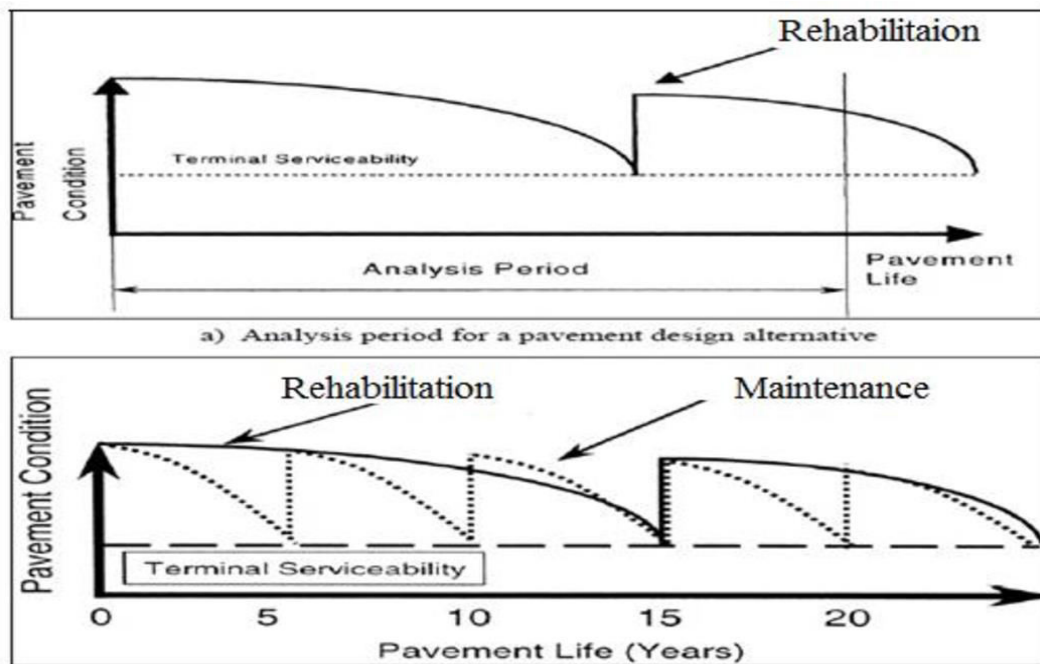 Rehabilitaion
Terminal Serviceability
Pavement
Condition
Analysis Period
Pavement
Life
a) Analysis period for a pavement design alternative
Rehabilitation
Maintenance
Pavement Condition
Terminal Serviceability
0 5 10 15 20
Pavement Life (Years)